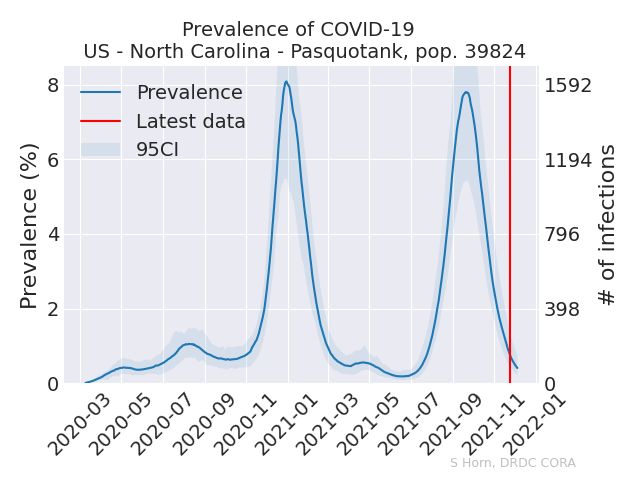 Prevalence of COVID-19
US - North Carolina - Pasquotank, pop. 39824
Prevalence
Latest data
95CI
Prevalence (%)
8
6
4
2
0
# of infections
1592
1194
796
398
0
2020-03
2020-05
2020-07
2020-09
2020-11
2021-01
2021-03
2021-05
2021-07
2021-09
2021-11
2022-01
S Horn, DRDC CORA